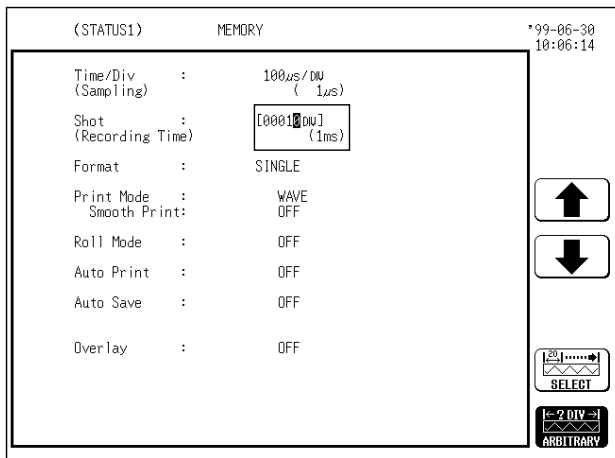 (STATUS1) MEMORY '99-06-30
10:06:14
Time/Div : 100µs/DIV
(Sampling) ( 1µs)
Shot : [00010DIV]
(Recording Time) (1ms)
Format : SINGLE
Print Mode : WAVE
Smooth Print: OFF
Roll Mode : OFF
Auto Print : OFF
Auto Save : OFF
Overlay : OFF
20
SELECT
? DIV
ARBITRARY